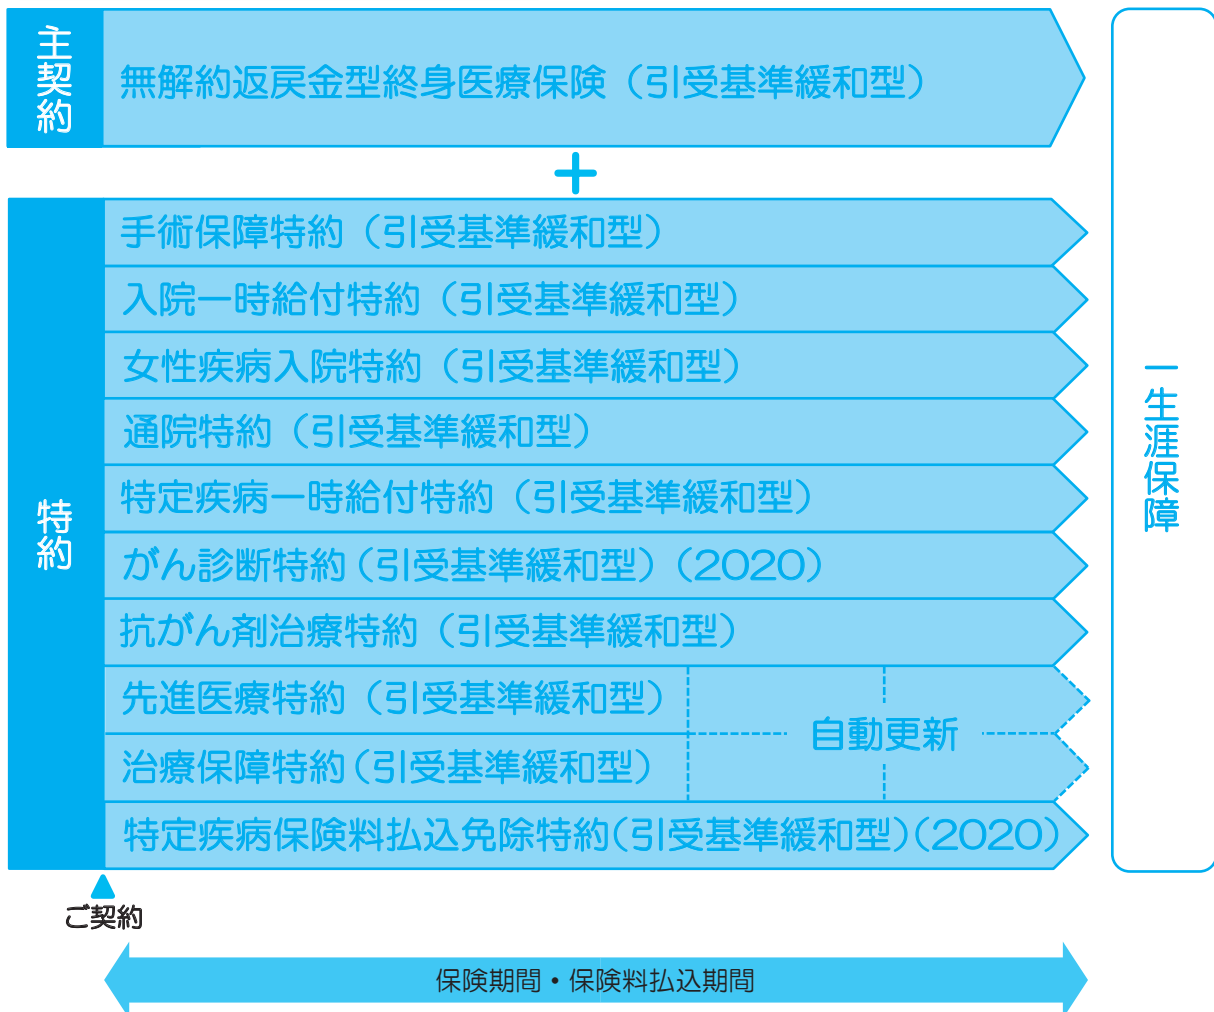 主契約
無解約返戻金型終身医療保険（引受基準緩和型）
+
特約
手術保障特約（引受基準緩和型）
入院一時給付特約（引受基準緩和型）
女性疾病入院特約（引受基準緩和型）
通院特約（引受基準緩和型）
特定疾病一時給付特約（引受基準緩和型）
がん診断特約（引受基準緩和型）（2020）
抗がん剤治療特約（引受基準緩和型）
先進医療特約（引受基準緩和型）
自動更新
治療保障特約（引受基準緩和型）
特定疾病保険料払込免除特約（引受基準緩和型）（2020）
一生涯保障
ご契約
保険期間・保険料払込期間